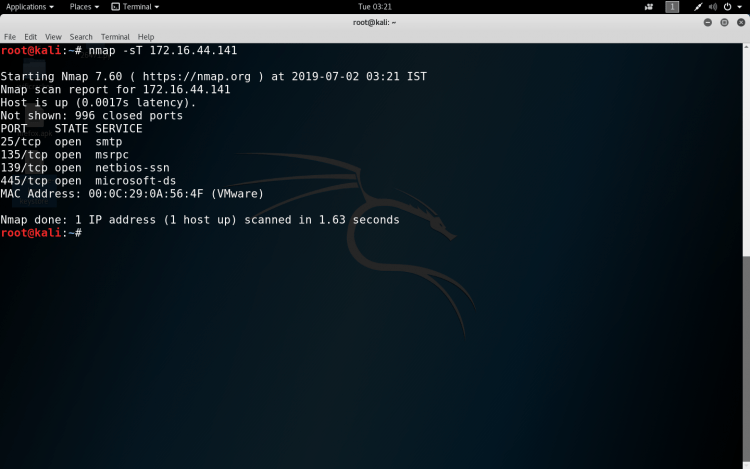 Applications Places Terminal Tue 03:21 1
root@kali: ~
File Edit View Search Terminal Help
root@kali:~# nmap -sT 172.16.44.141
Starting Nmap 7.60 ( https://nmap.org ) at 2019-07-02 03:21 IST
Nmap scan report for 172.16.44.141
Host is up (0.0017s latency).
Not shown: 996 closed ports
PORT STATE SERVICE
25/tcp open smtp
135/tcp open msrpc
139/tcp open netbios-ssn
445/tcp open microsoft-ds
MAC Address: 00:0C:29:0A:56:4F (VMware)
Nmap done: 1 IP address (1 host up) scanned in 1.63 seconds
root@kali:~#